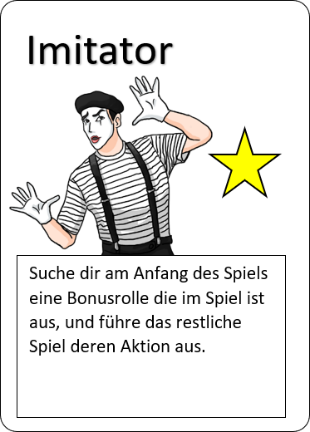 Imitator
Suche dir am Anfang des Spiels
eine Bonusrolle die im Spiel ist
aus, und führe das restliche
Spiel deren Aktion aus.